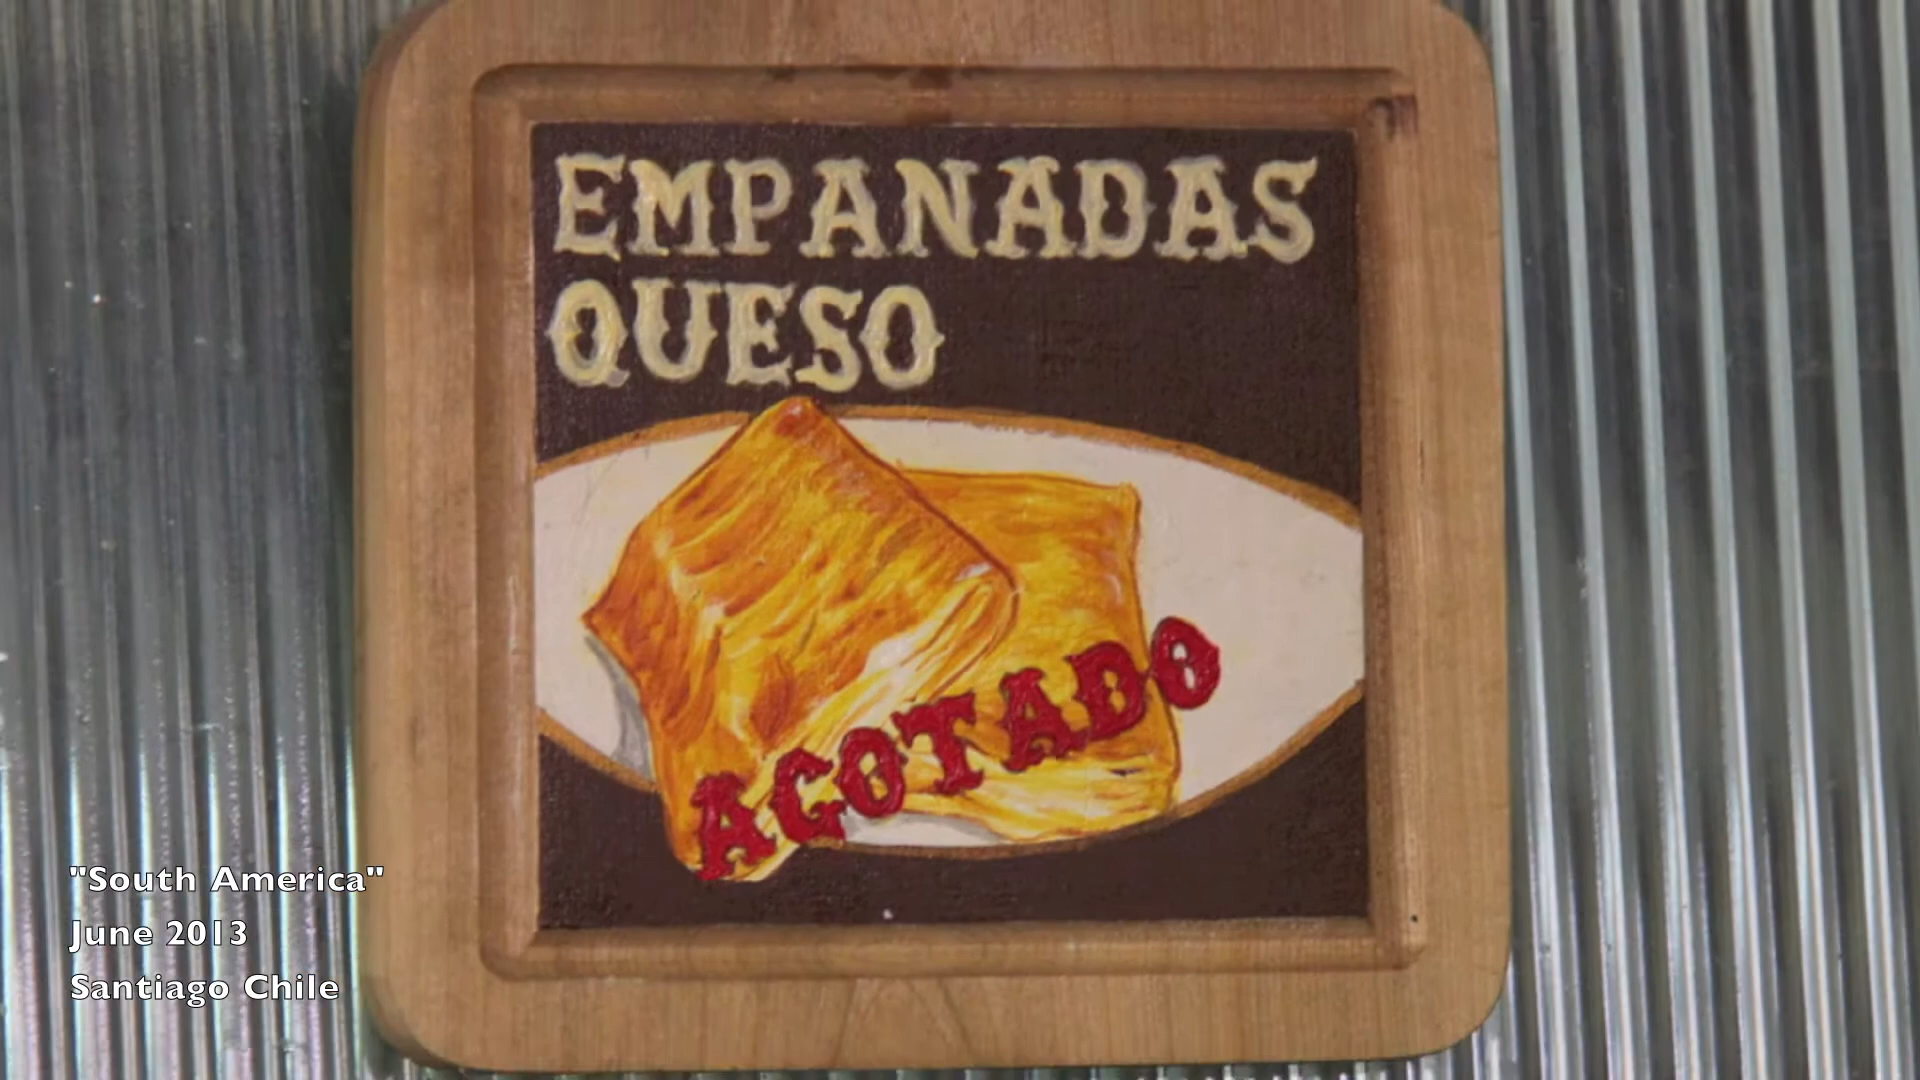 EMPANADAS
QUESO
AGOTADO
"South America"
June 2013
Santiago Chile